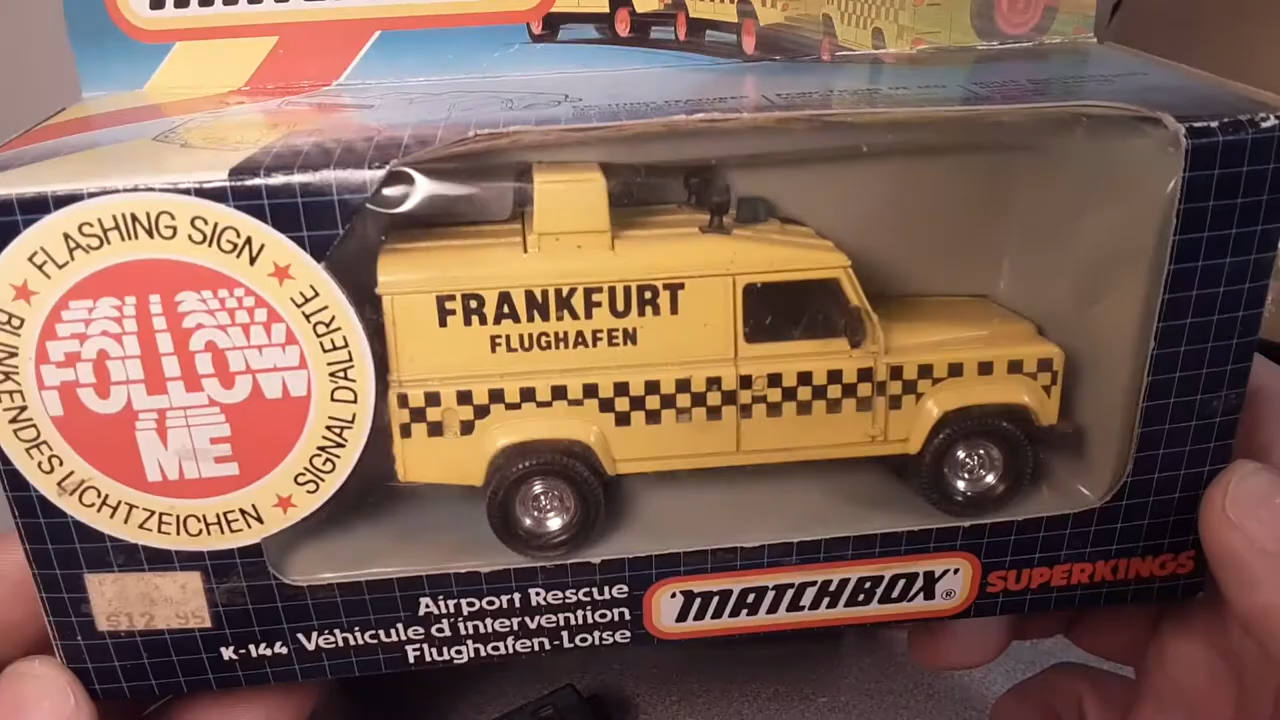 FLASHING SIGN
SIGNAL D'ALERTE
BLINKENDES LICHTZEICHEN
FOLLOW
ME
FRANKFURT
FLUGHAFEN
$12.95
Airport Rescue
K-144 Véhicule d'intervention
Flughafen-Lotse
'MATCHBOX'®
SUPERKINGS